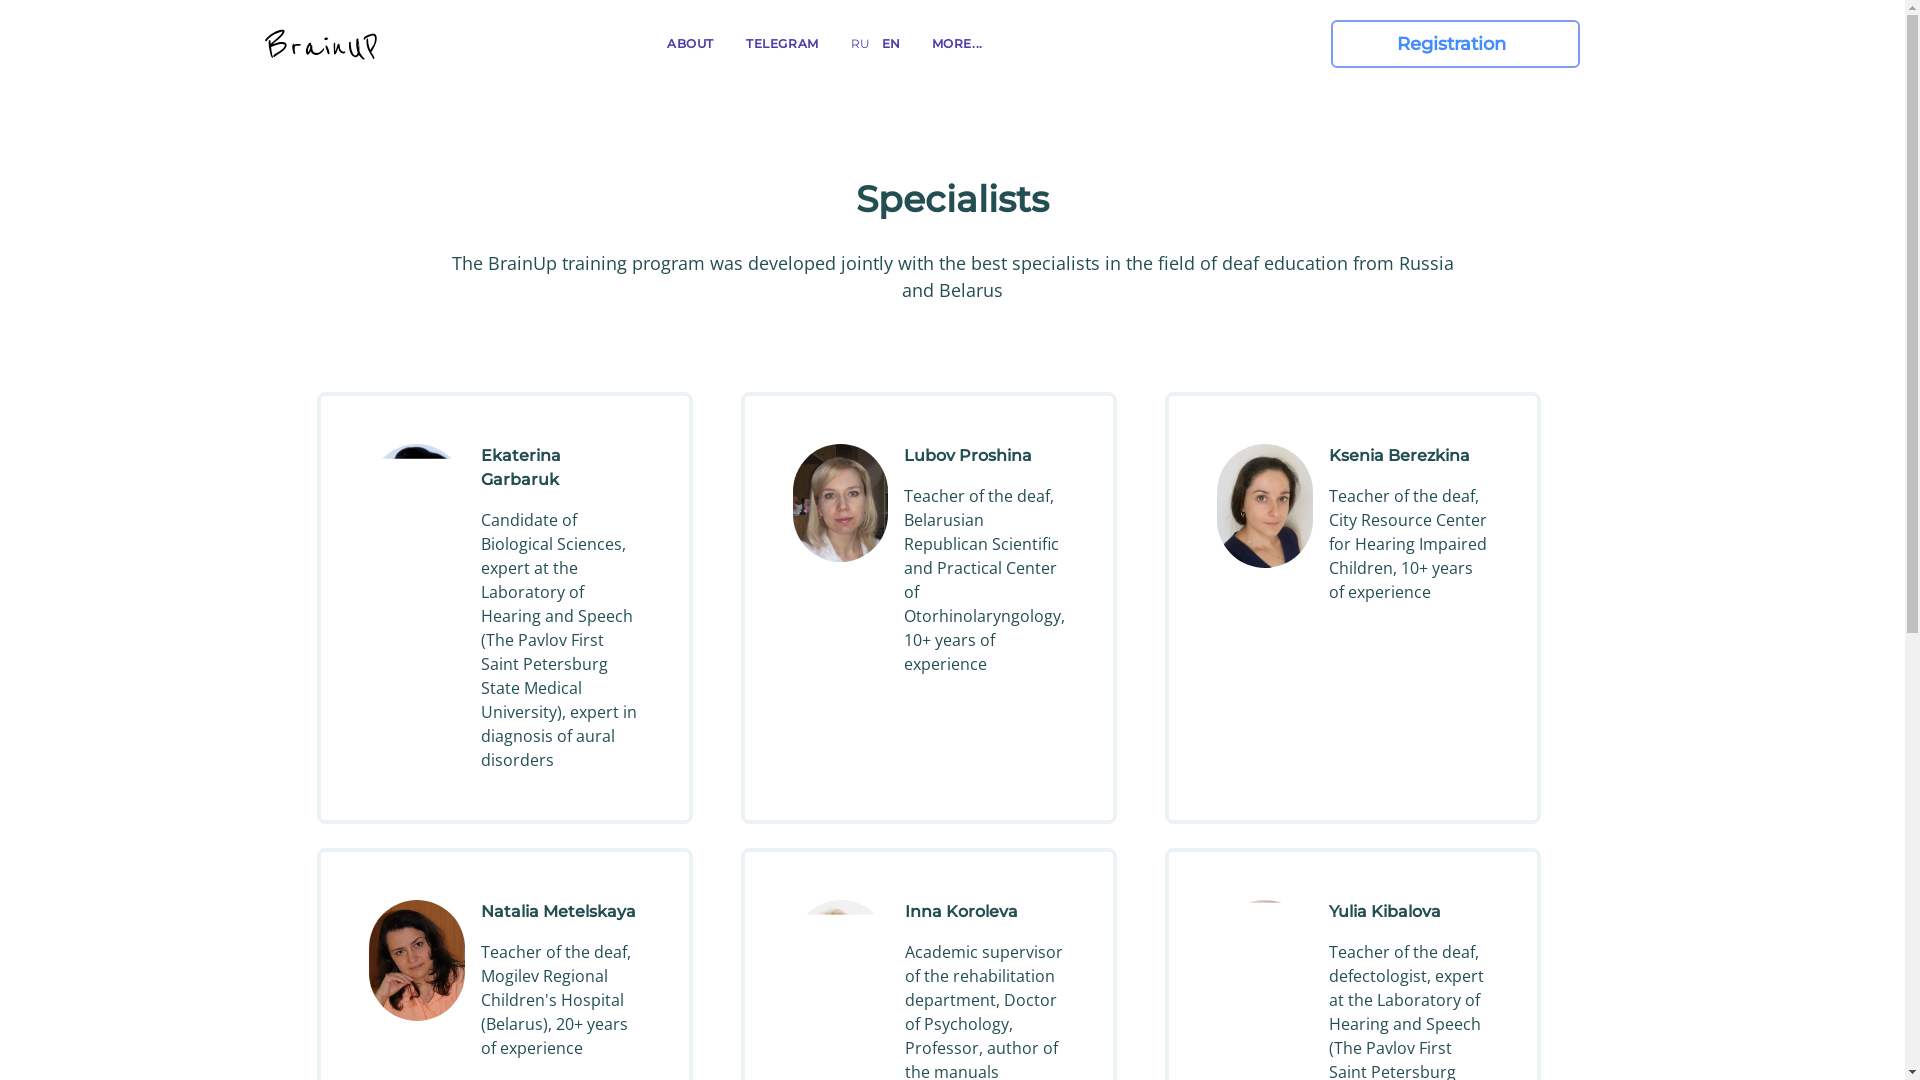 BrainUP
ABOUT
TELEGRAM
RU
EN
MORE...
Registration
Specialists
The BrainUp training program was developed jointly with the best specialists in the field of deaf education from Russia
and Belarus
Ekaterina
Garbaruk
Candidate of
Biological Sciences,
expert at the
Laboratory of
Hearing and Speech
(The Pavlov First
Saint Petersburg
State Medical
University), expert in
diagnosis of aural
disorders
Lubov Proshina
Teacher of the deaf,
Belarusian
Republican Scientific
and Practical Center
of
Otorhinolaryngology,
10+ years of
experience
Ksenia Berezkina
Teacher of the deaf,
City Resource Center
for Hearing Impaired
Children, 10+ years
of experience
Natalia Metelskaya
Teacher of the deaf,
Mogilev Regional
Children's Hospital
(Belarus), 20+ years
of experience
Inna Koroleva
Academic supervisor
of the rehabilitation
department, Doctor
of Psychology,
Professor, author of
the manuals
Yulia Kibalova
Teacher of the deaf,
defectologist, expert
at the Laboratory of
Hearing and Speech
(The Pavlov First
Saint Petersburg